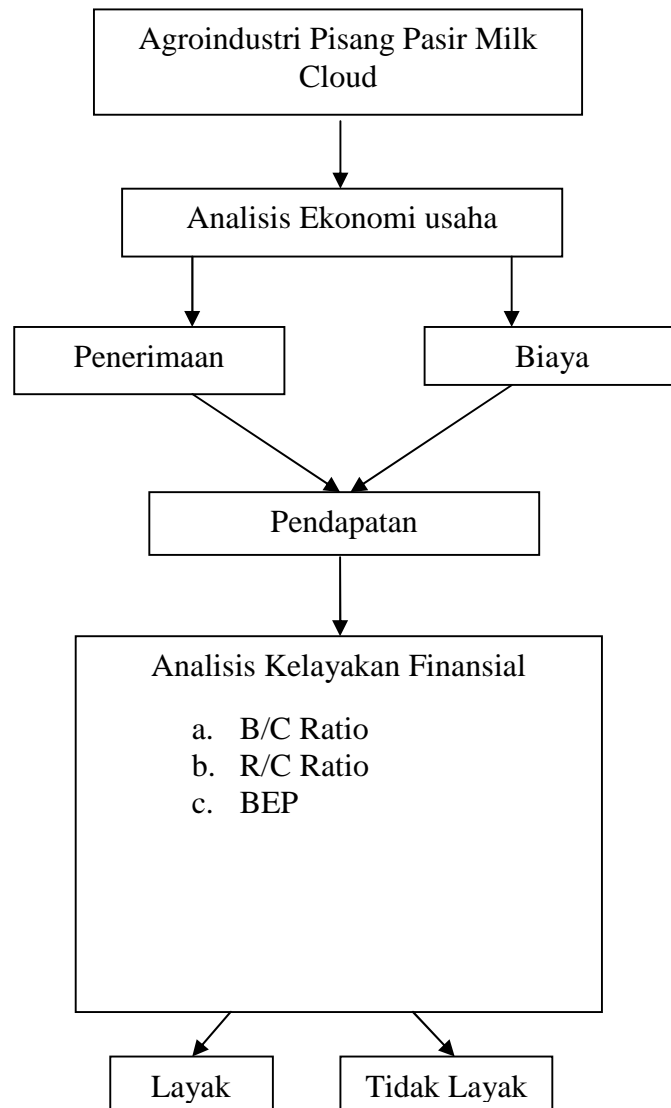 Agroindustri Pisang Pasir Milk
Cloud
Analisis Ekonomi usaha
Penerimaan
Biaya
Pendapatan
Analisis Kelayakan Finansial
a. B/C Ratio
b. R/C Ratio
c. BEP
Layak
Tidak Layak